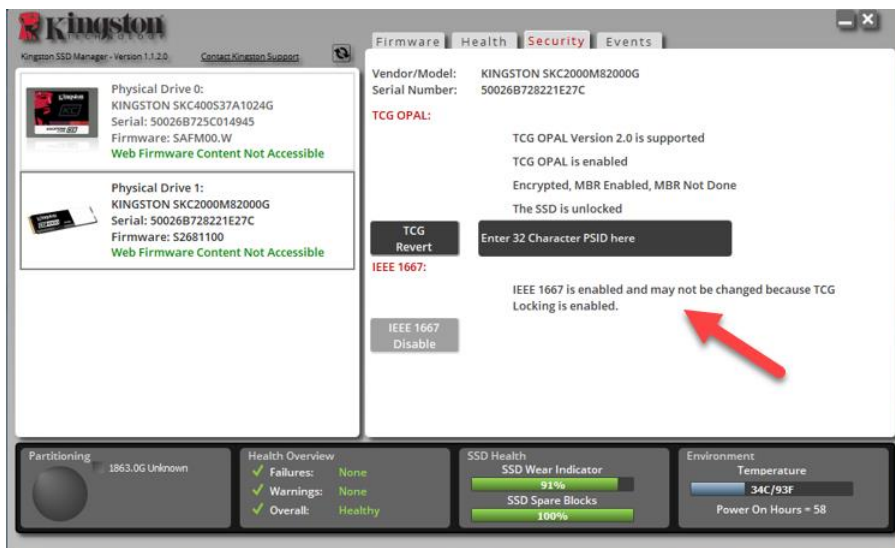 Kingston
TECHNOLOGY
Kingston SSD Manager - Version 1.1.2.0
Contact Kingston Support
Firmware
Health
Security
Events
Physical Drive 0:
KINGSTON SKC400S37A1024G
Serial: 50026B725C014945
Firmware: SAFM00.W
Web Firmware Content Not Accessible
Physical Drive 1:
KINGSTON SKC2000M82000G
Serial: 50026B728221E27C
Firmware: S2681100
Web Firmware Content Not Accessible
Vendor/Model: KINGSTON SKC2000M82000G
Serial Number: 50026B728221E27C
TCG OPAL:
TCG OPAL Version 2.0 is supported
TCG OPAL is enabled
Encrypted, MBR Enabled, MBR Not Done
The SSD is unlocked
TCG
Revert
Enter 32 Character PSID here
IEEE 1667:
IEEE 1667 is enabled and may not be changed because TCG
Locking is enabled.
IEEE 1667
Disable
Partitioning
1863.0G Unknown
Health Overview
Failures: None
Warnings: None
Overall: Healthy
SSD Health
SSD Wear Indicator
91%
SSD Spare Blocks
100%
Environment
Temperature
34C/93F
Power On Hours = 58